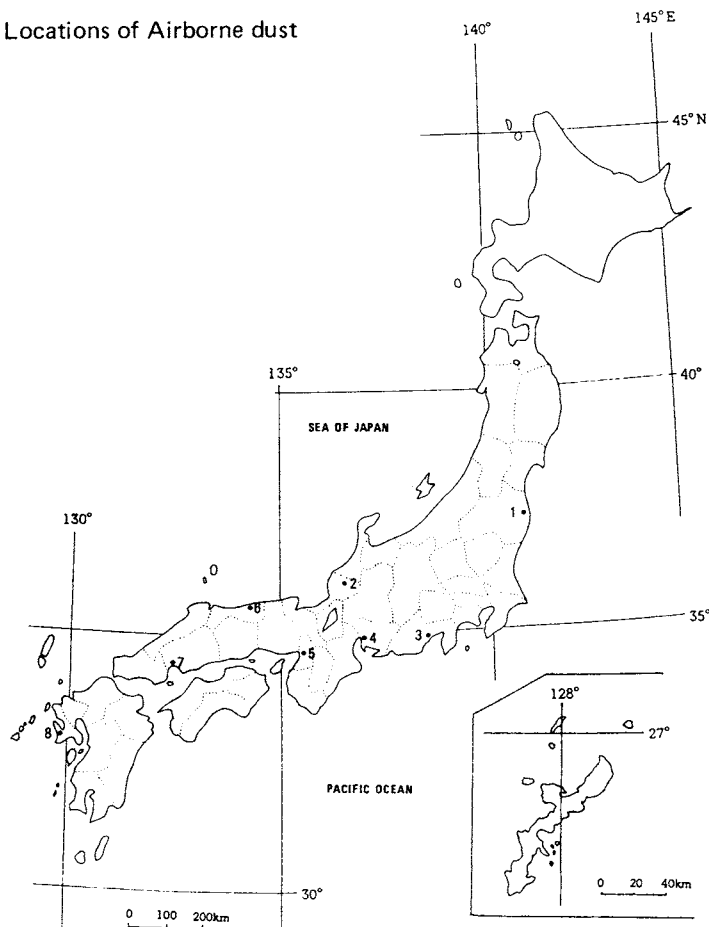 Locations of Airborne dust
140°
145°E
45°N
135°
40°
SEA OF JAPAN
130°
1
2
6
35°
4
3
5
7
128°
8
27°
PACIFIC OCEAN
30°
0 20 40km
0 100 200km